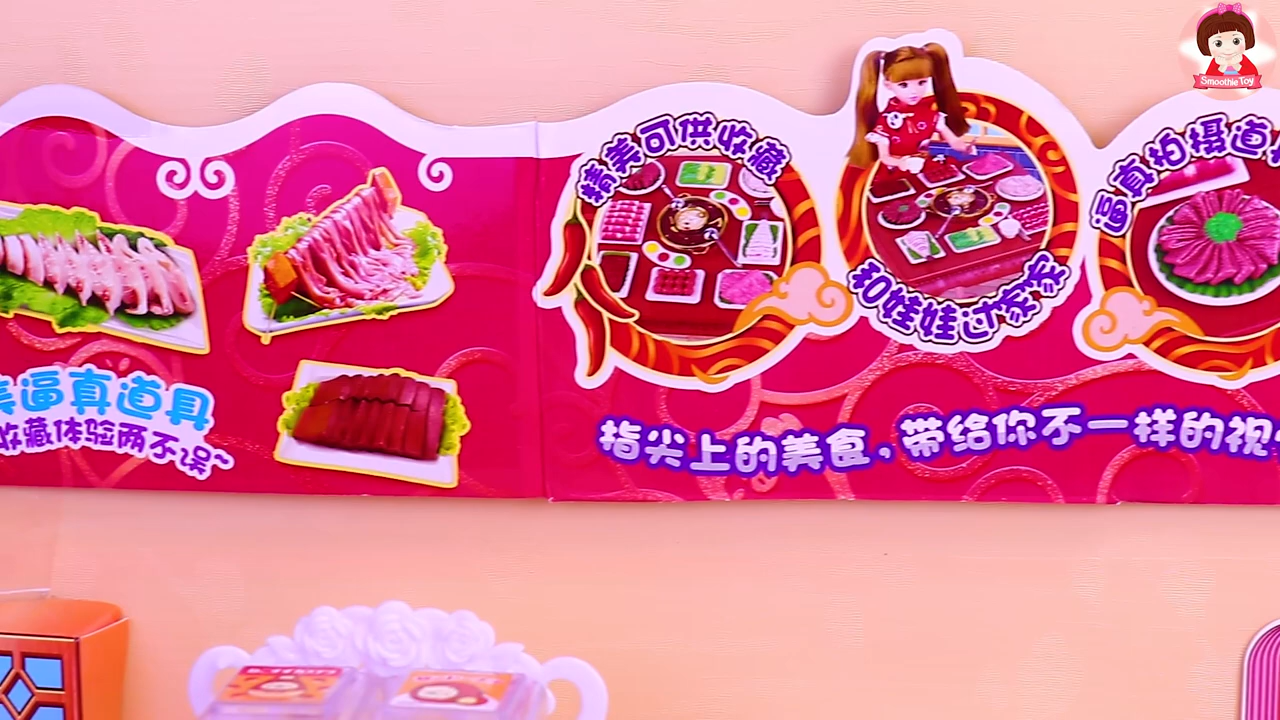 Smoothie Toy
精美可供收藏
和娃娃过家家
逼真拍摄道
逼真道具
收藏体验两不误~
指尖上的美食,带给你不一样的视